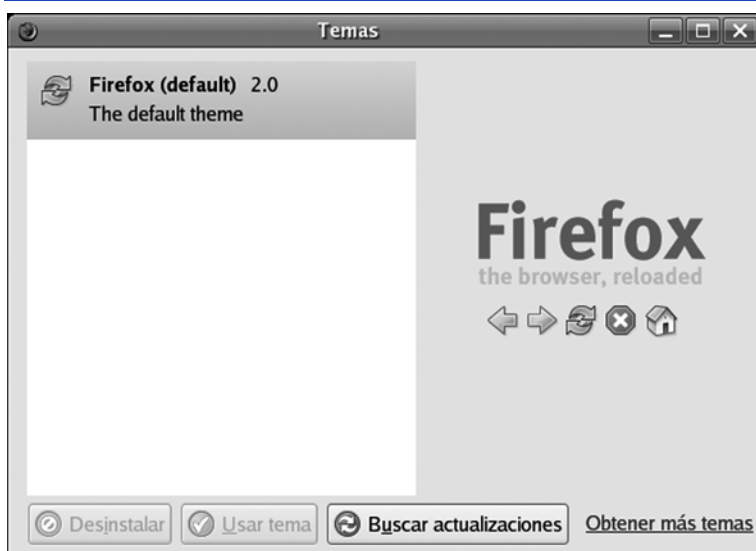 Temas
Firefox (default) 2.0
The default theme
Firefox
the browser, reloaded
Desinstalar
Usar tema
Buscar actualizaciones
Obtener más temas